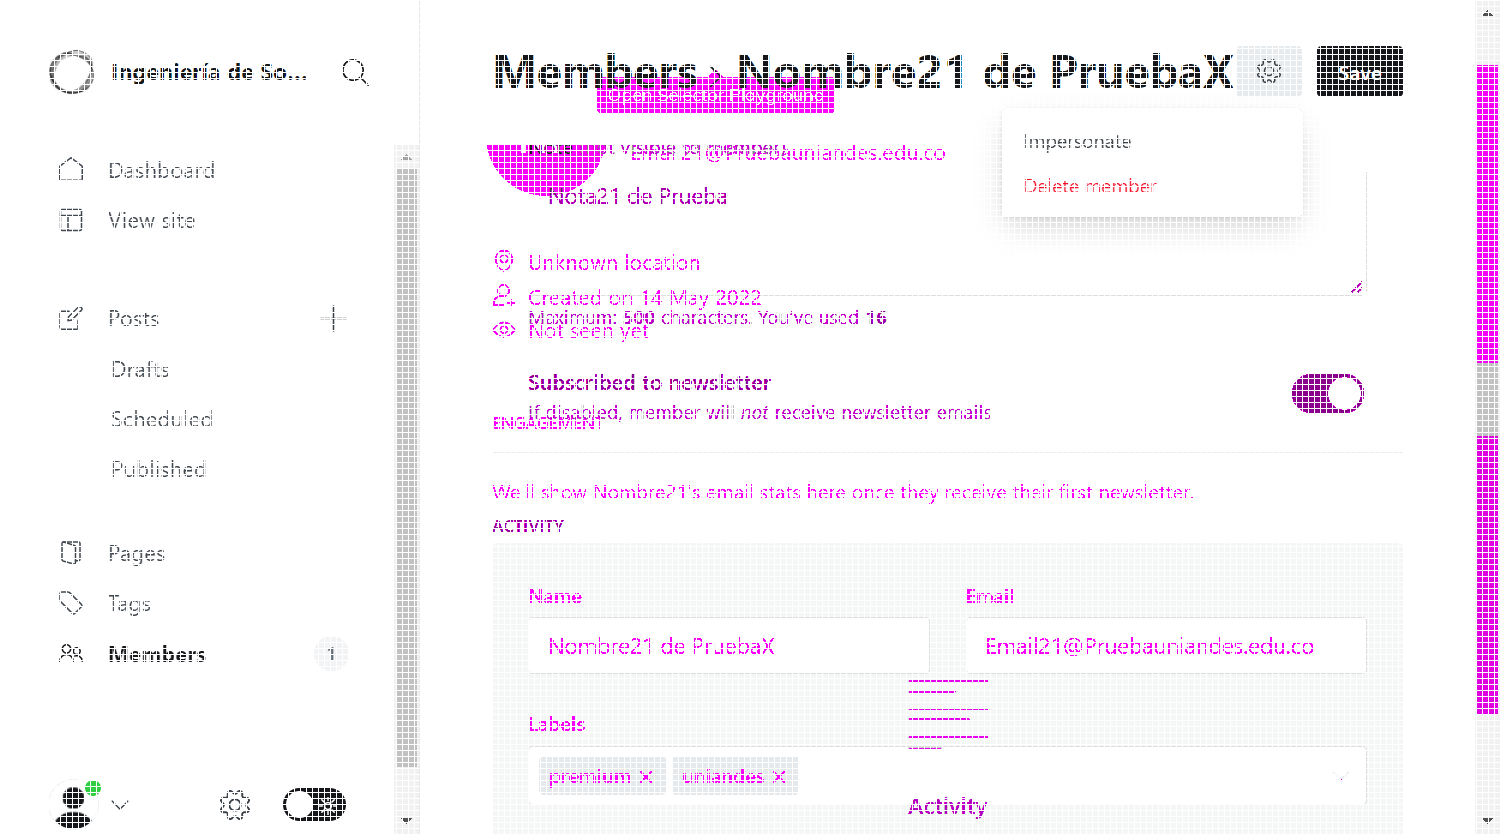 Ingeniería de So...
Dashboard
View site
Posts
Drafts
Scheduled
Published
Pages
Tags
Members 1
Members Nombre21 de PruebaX
Save
Open Selector Playground
Impersonate
Delete member
Email21@Pruebauniandes.edu.co
Nota21 de Prueba
Unknown location
Created on 14 May 2022
Maximum: 500 characters. You've used 16
Not seen yet
Subscribed to newsletter
If disabled, member will not receive newsletter emails
ENGAGEMENT
We'll show Nombre21's email stats here once they receive their first newsletter.
ACTIVITY
Name Email
Nombre21 de PruebaX Email21@Pruebauniandes.edu.co
Labels
premium uniandes
Activity